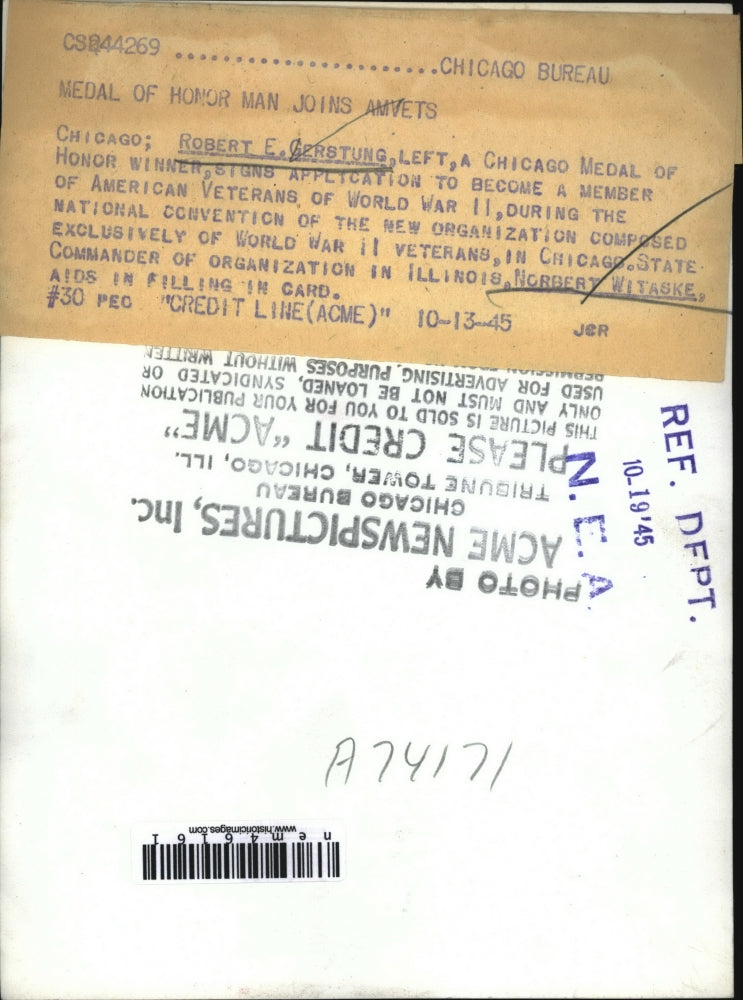 CS244269 ........................CHICAGO BUREAU
MEDAL OF HONOR MAN JOINS AMVETS
CHICAGO; ROBERT E. GERSTUNG, LEFT, A CHICAGO MEDAL OF
HONOR WINNER, SIGNS APPLICATION TO BECOME A MEMBER
OF AMERICAN VETERANS OF WORLD WAR II, DURING THE
NATIONAL CONVENTION OF THE NEW ORGANIZATION COMPOSED
EXCLUSIVELY OF WORLD WAR II VETERANS, IN CHICAGO. STATE
COMMANDER OF ORGANIZATION IN ILLINOIS, NORBERT WITASKE,
AIDS IN FILLING IN CARD.
#30 PEO "CREDIT LINE(ACME)" 10-13-45 JGR
PHOTO BY
ACME NEWSPICTURES, Inc.
CHICAGO BUREAU
TRIBUNE TOWER, CHICAGO, ILL.
PLEASE CREDIT "ACME"
THIS PICTURE IS SOLD TO YOU FOR YOUR PUBLICATION
ONLY AND MUST NOT BE LOANED, SYNDICATED OR
USED FOR ADVERTISING PURPOSES WITHOUT WRITTEN
PERMISSION
REF. DEPT.
10-19'45
N. E. A.
A74171
www.historicimages.com
nem46161